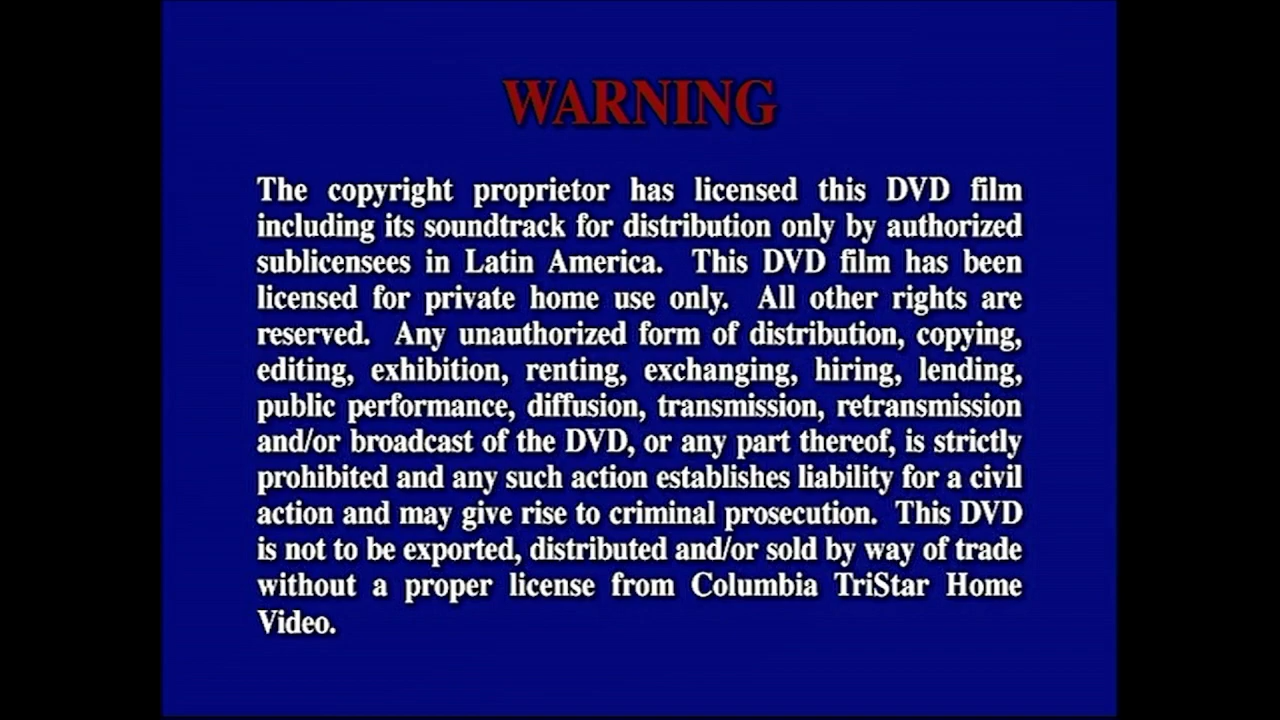 WARNING
The copyright proprietor has licensed this DVD film
including its soundtrack for distribution only by authorized
sublicensees in Latin America. This DVD film has been
licensed for private home use only. All other rights are
reserved. Any unauthorized form of distribution, copying,
editing, exhibition, renting, exchanging, hiring, lending,
public performance, diffusion, transmission, retransmission
and/or broadcast of the DVD, or any part thereof, is strictly
prohibited and any such action establishes liability for a civil
action and may give rise to criminal prosecution. This DVD
is not to be exported, distributed and/or sold by way of trade
without a proper license from Columbia TriStar Home
Video.